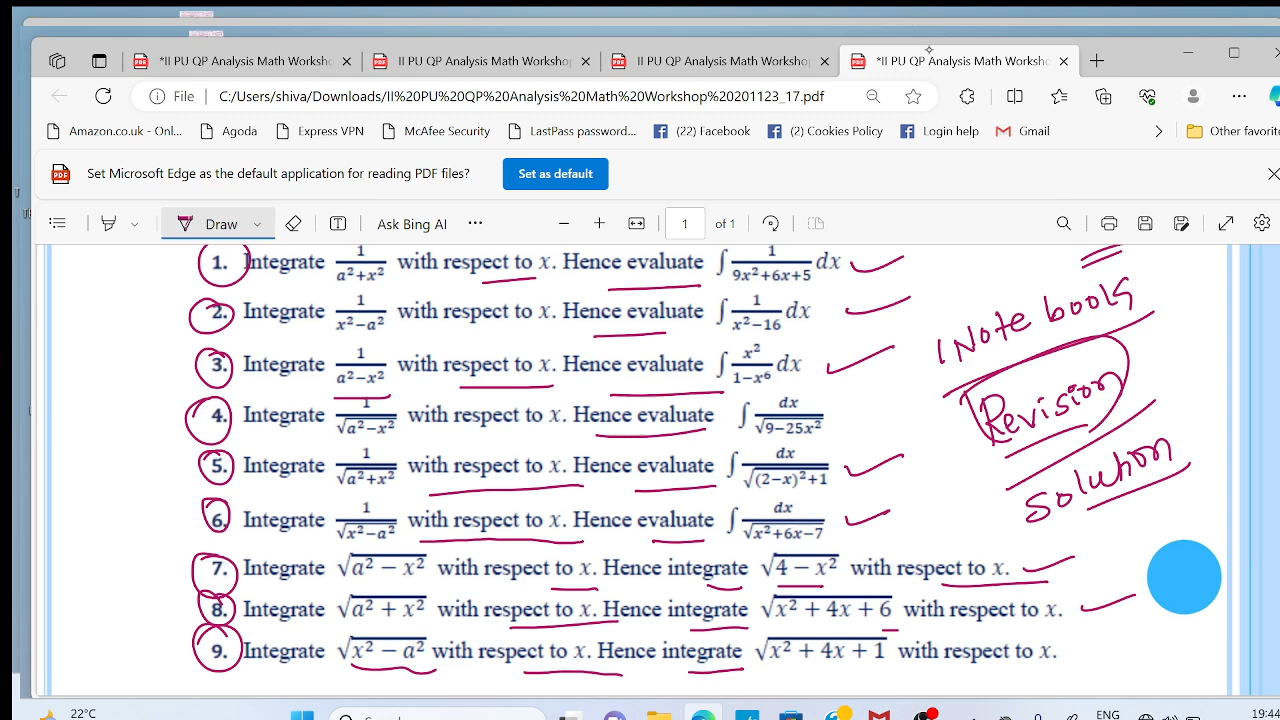 *II PU QP Analysis Math Worksho
II PU QP Analysis Math Workshop
II PU QP Analysis Math Workshop
*II PU QP Analysis Math Worksh
File C:/Users/shiva/Downloads/II%20PU%20QP%20Analysis%20Math%20Workshop%20201123_17.pdf
Amazon.co.uk - Onl... Agoda Express VPN McAfee Security LastPass password... (22) Facebook (2) Cookies Policy Login help Gmail Other favorite
Set Microsoft Edge as the default application for reading PDF files? Set as default
Draw Ask Bing AI 1 of 1
1. Integrate 1/(a²+x²) with respect to x. Hence evaluate ∫ 1/(9x²+6x+5) dx
2. Integrate 1/(x²−a²) with respect to x. Hence evaluate ∫ 1/(x²−16) dx
3. Integrate 1/(a²−x²) with respect to x. Hence evaluate ∫ x²/(1−x⁶) dx
4. Integrate 1/√(a²−x²) with respect to x. Hence evaluate ∫ dx/√(9−25x²)
5. Integrate 1/√(a²+x²) with respect to x. Hence evaluate ∫ dx/√((2−x)²+1)
6. Integrate 1/√(x²−a²) with respect to x. Hence evaluate ∫ dx/√(x²+6x−7)
7. Integrate √(a² − x²) with respect to x. Hence integrate √(4 − x²) with respect to x.
8. Integrate √(a² + x²) with respect to x. Hence integrate √(x² + 4x + 6) with respect to x.
9. Integrate √(x² − a²) with respect to x. Hence integrate √(x² + 4x + 1) with respect to x.
1 Note book
Revision
Solution
22°C
ENG
19:44